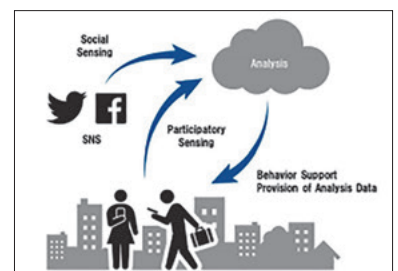 Social
Sensing
Analysis
SNS
Participatory
Sensing
Behavior Support
Provision of Analysis Data